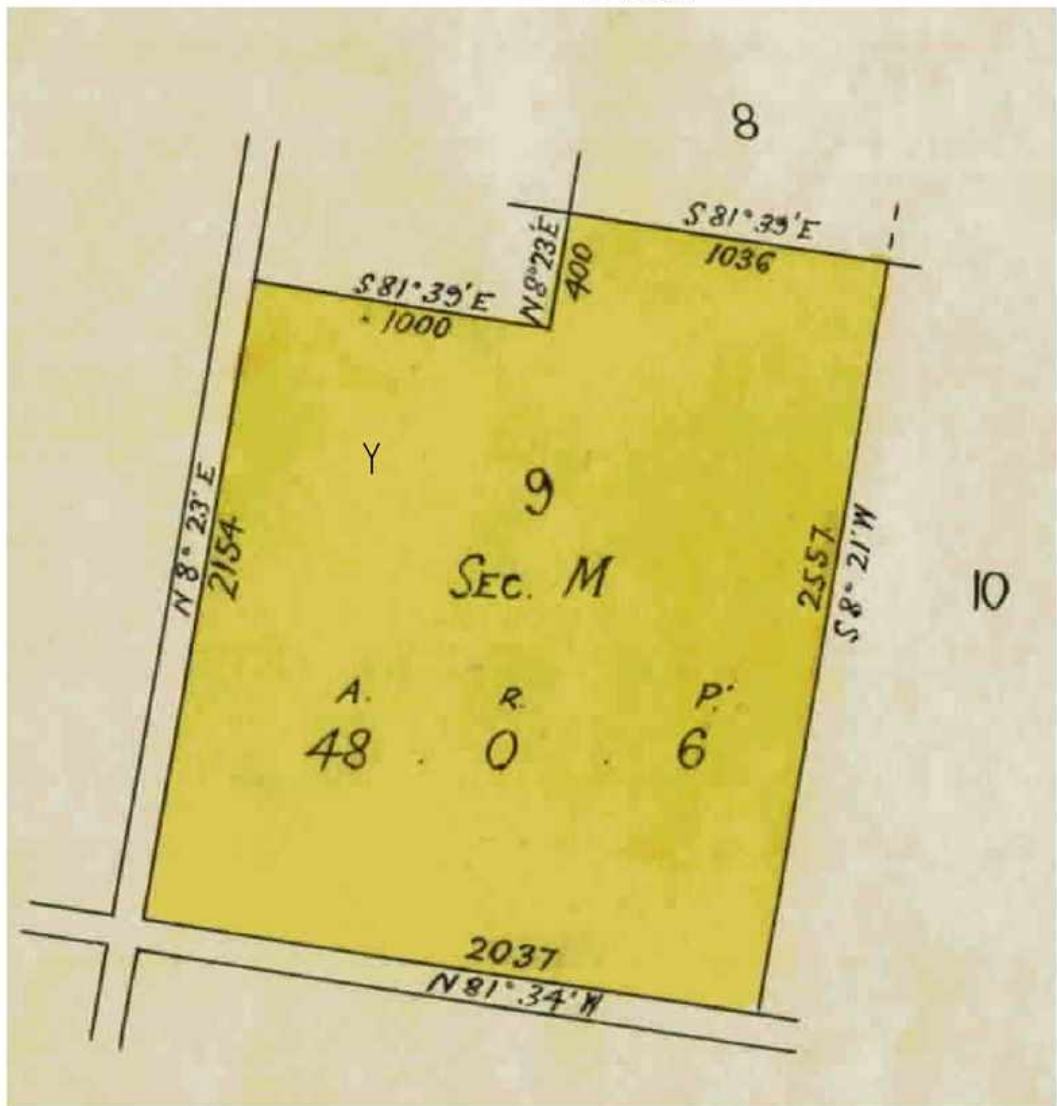 8
S 81° 39' E
1036
N 8° 23' E
400
S 81° 39' E
1000
Y
9
N 8° 23' E
2154
SEC. M
2557
S 8° 21' W.
10
A. R. P.
48 . 0 . 6
2037
N 81° 34' W